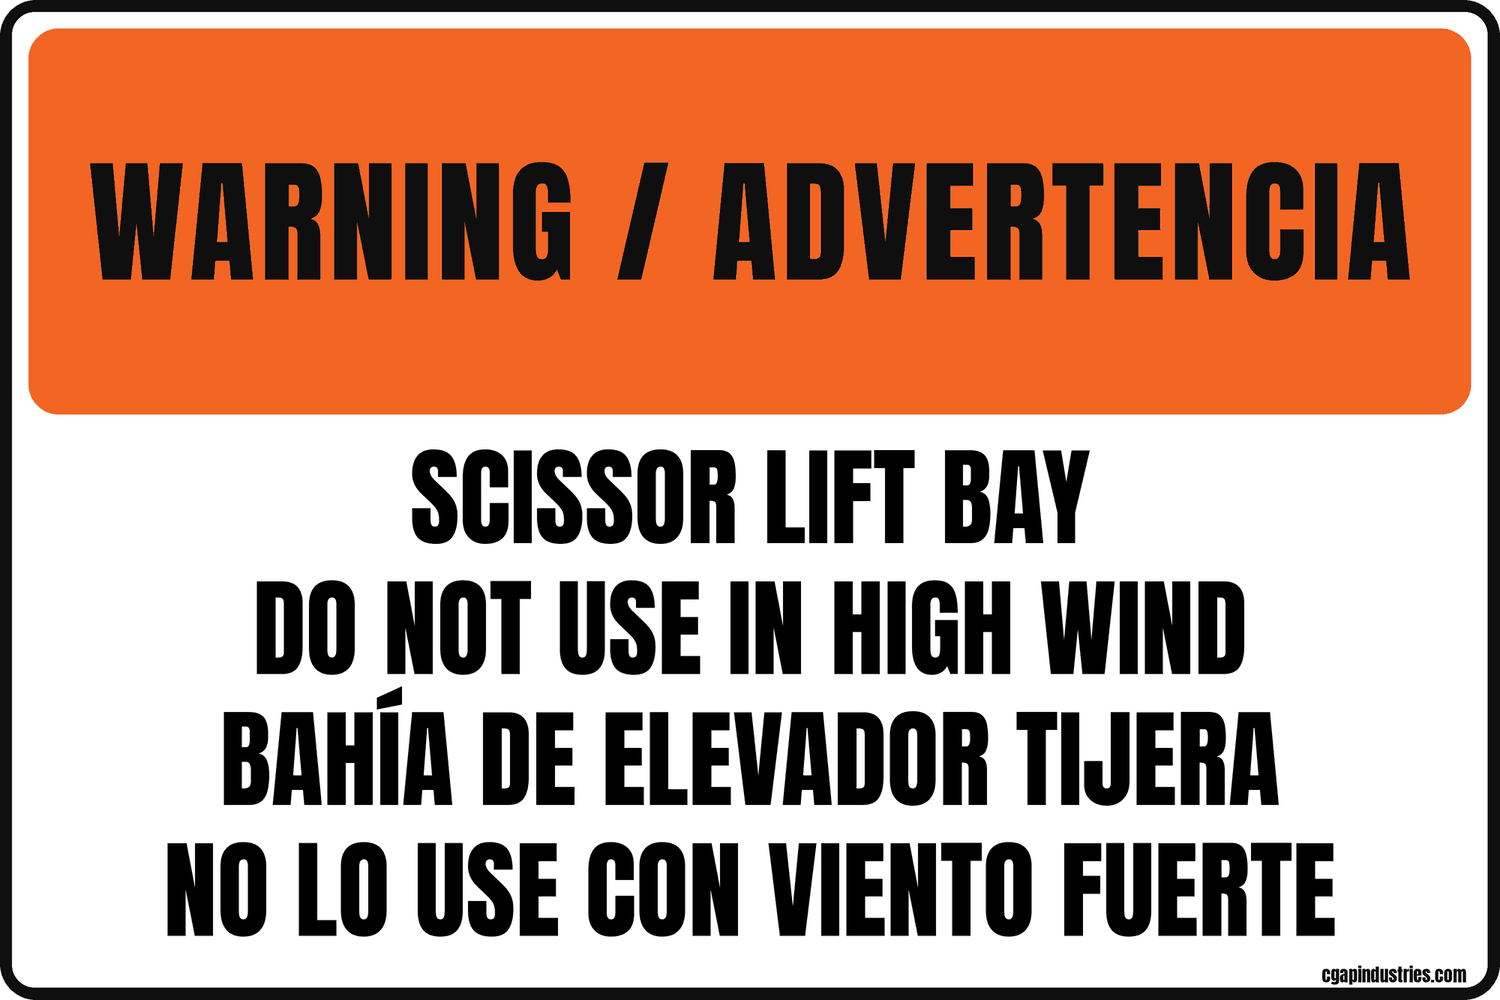 WARNING / ADVERTENCIA
SCISSOR LIFT BAY
DO NOT USE IN HIGH WIND
BAHÍA DE ELEVADOR TIJERA
NO LO USE CON VIENTO FUERTE
cgapindustries.com